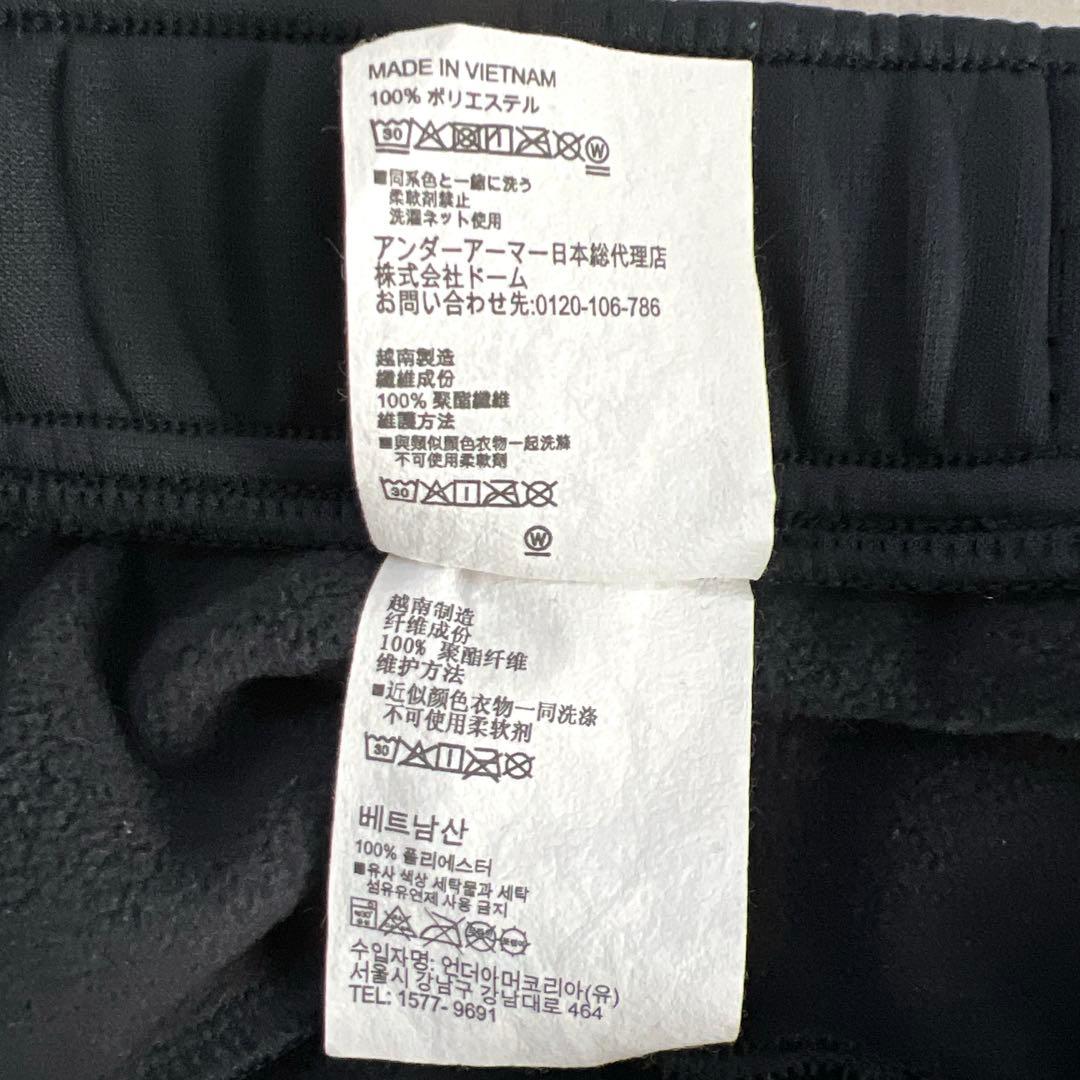 MADE IN VIETNAM
100% ポリエステル
30 W
■同系色と一緒に洗う
柔軟剤禁止
洗濯ネット使用
アンダーアーマー日本総代理店
株式会社ドーム
お問い合わせ先:0120-106-786
越南製造
纖維成份
100% 聚酯纖維
維護方法
■與類似顏色衣物一起洗滌
不可使用柔軟劑
30
W
越南制造
纤维成份
100% 聚酯纤维
维护方法
■近似颜色衣物一同洗涤
不可使用柔软剂
30
베트남산
100% 폴리에스터
■유사 색상 세탁물과 세탁
섬유유연제 사용 금지
수입자명: 언더아머코리아(유)
서울시 강남구 강남대로 464
TEL: 1577- 9691